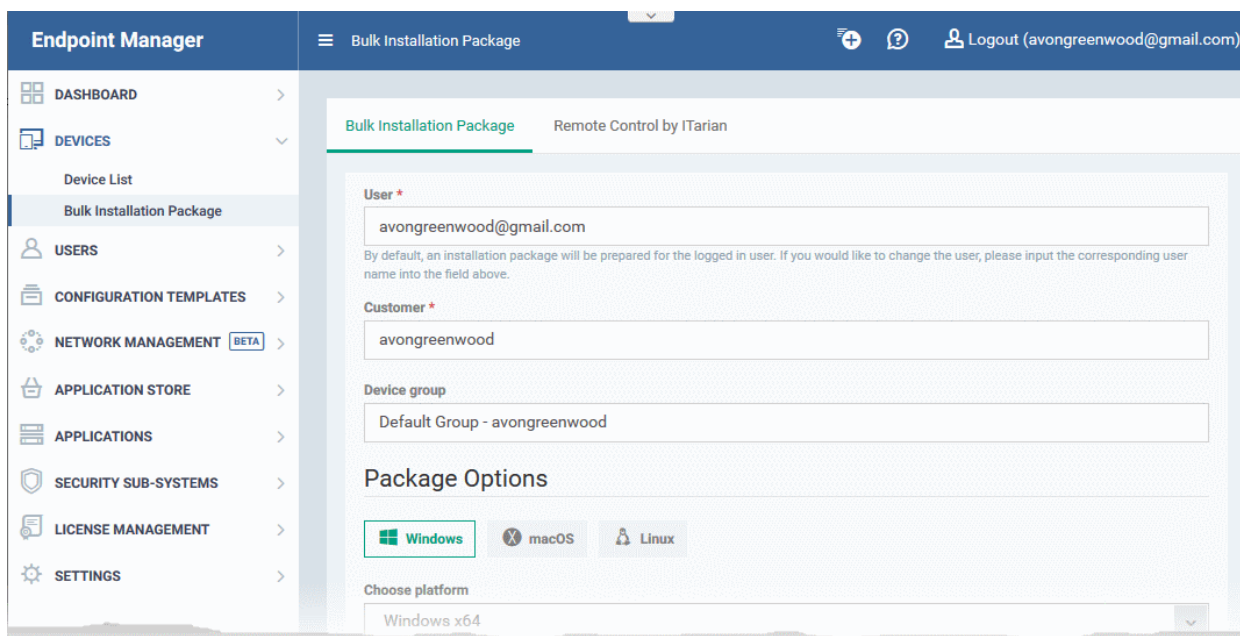 Endpoint Manager
Bulk Installation Package
Logout (avongreenwood@gmail.com)
DASHBOARD
DEVICES
Device List
Bulk Installation Package
USERS
CONFIGURATION TEMPLATES
NETWORK MANAGEMENT BETA
APPLICATION STORE
APPLICATIONS
SECURITY SUB-SYSTEMS
LICENSE MANAGEMENT
SETTINGS
Bulk Installation Package Remote Control by ITarian
User *
avongreenwood@gmail.com
By default, an installation package will be prepared for the logged in user. If you would like to change the user, please input the corresponding user
name into the field above.
Customer *
avongreenwood
Device group
Default Group - avongreenwood
Package Options
Windows macOS Linux
Choose platform
Windows x64